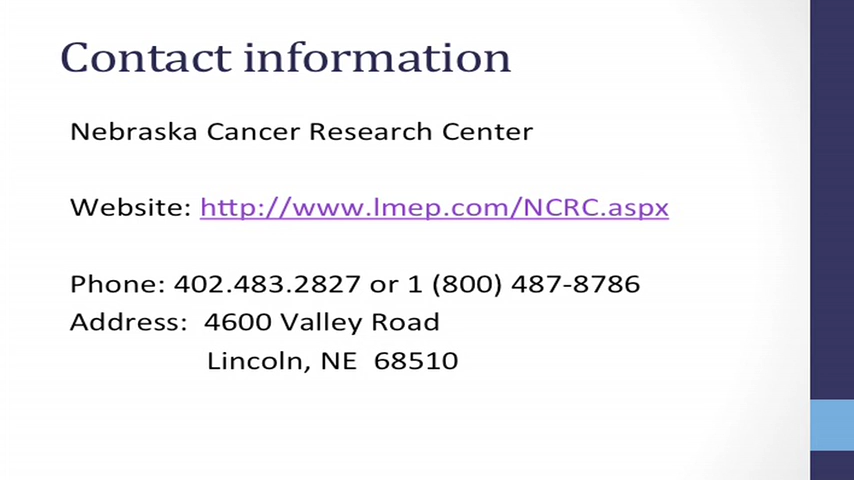 Contact information
Nebraska Cancer Research Center
Website: http://www.lmep.com/NCRC.aspx
Phone: 402.483.2827 or 1 (800) 487-8786
Address: 4600 Valley Road
Lincoln, NE 68510